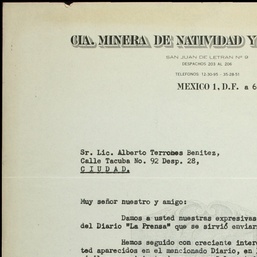 CIA. MINERA DE NATIVIDAD Y
SAN JUAN DE LETRAN Nº 9
DESPACHOS 203 AL 206
TELEFONOS: 12-30-90 - 35-28-92
MEXICO 1, D.F. a 6
Sr. Lic. Alberto Terrones Benitez,
Calle Tacuba No. 92 Desp. 28,
C I U D A D.
Muy señor nuestro y amigo:
Damos a usted nuestras expresivas
del Diario "La Prensa" que se sirvió enviar
Hemos seguido con creciente inter
ted aparecidos en el mencionado Diario, en